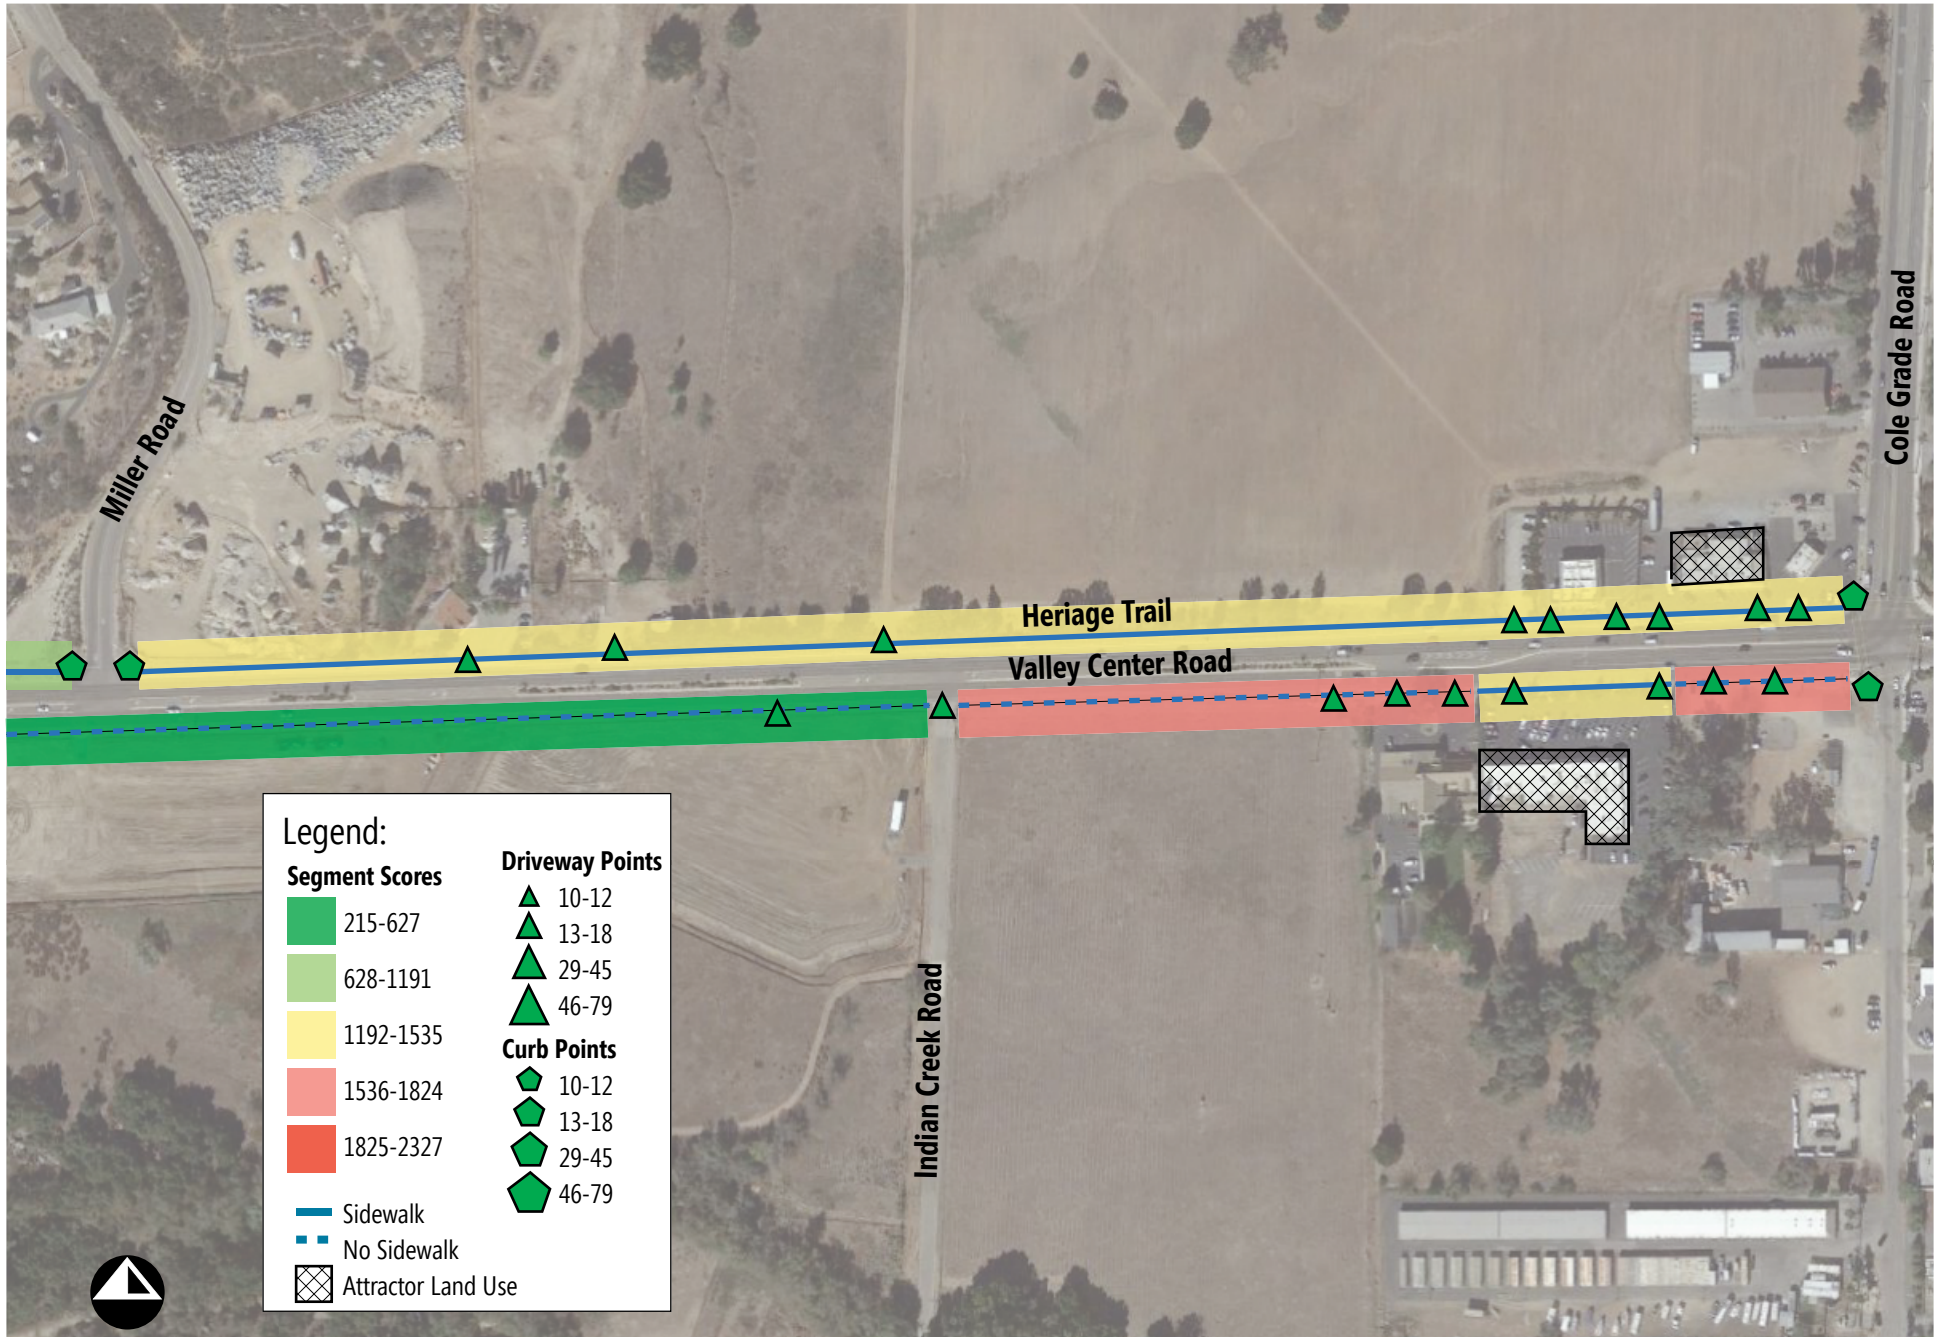 Miller Road
Cole Grade Road
Heriage Trail
Valley Center Road
Indian Creek Road
Legend:
Segment Scores
215-627
628-1191
1192-1535
1536-1824
1825-2327
Sidewalk
No Sidewalk
Attractor Land Use
Driveway Points
10-12
13-18
29-45
46-79
Curb Points
10-12
13-18
29-45
46-79